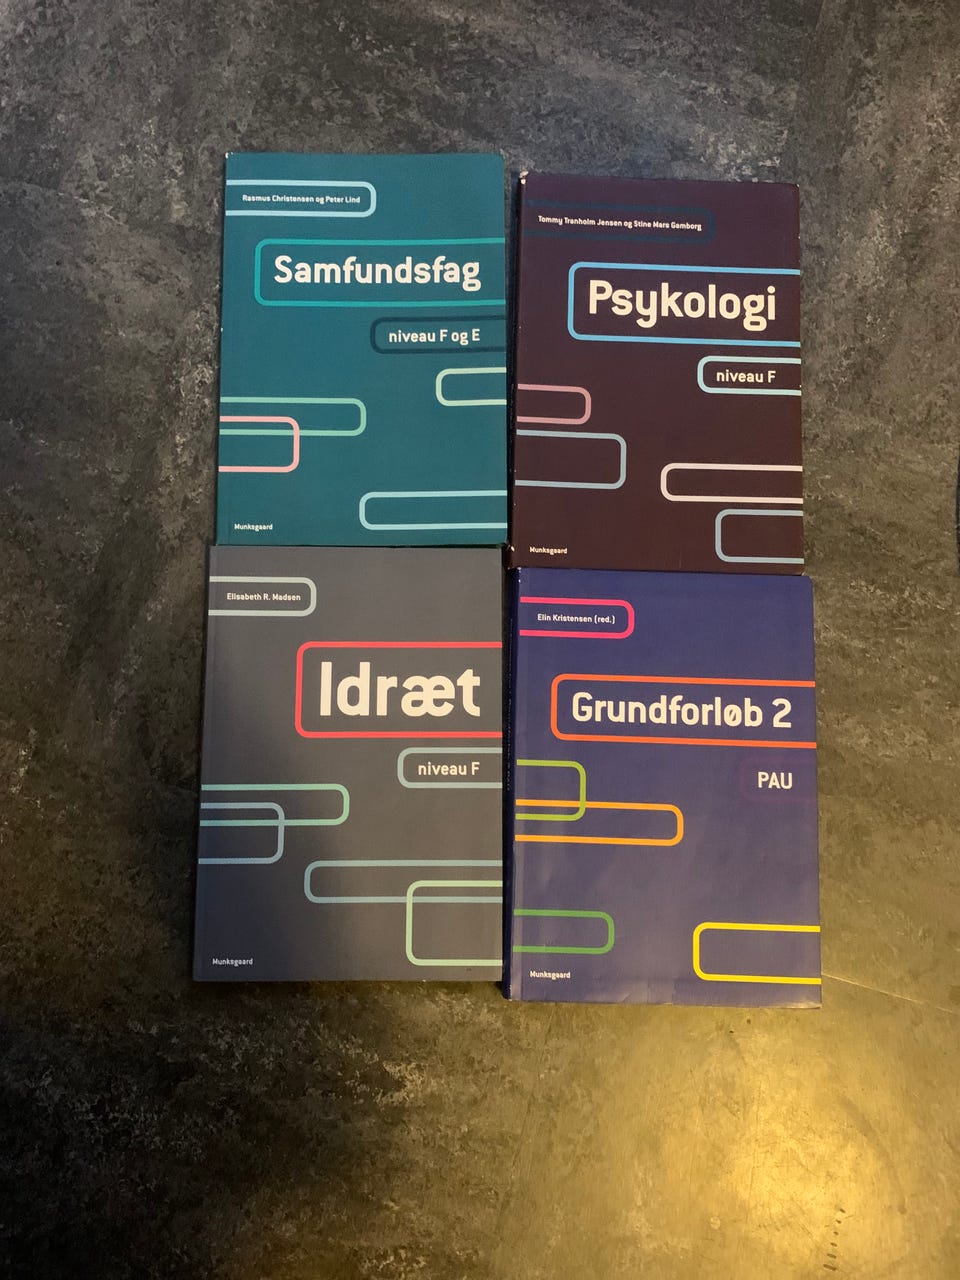 Rasmus Christensen og Peter Lind
Samfundsfag
niveau F og E
Munksgaard
Tommy Tranholm Jensen og Stine Mars Gamborg
Psykologi
niveau F
Munksgaard
Elisabeth R. Madsen
Idræt
niveau F
Munksgaard
Elin Kristensen (red.)
Grundforløb 2
PAU
Munksgaard